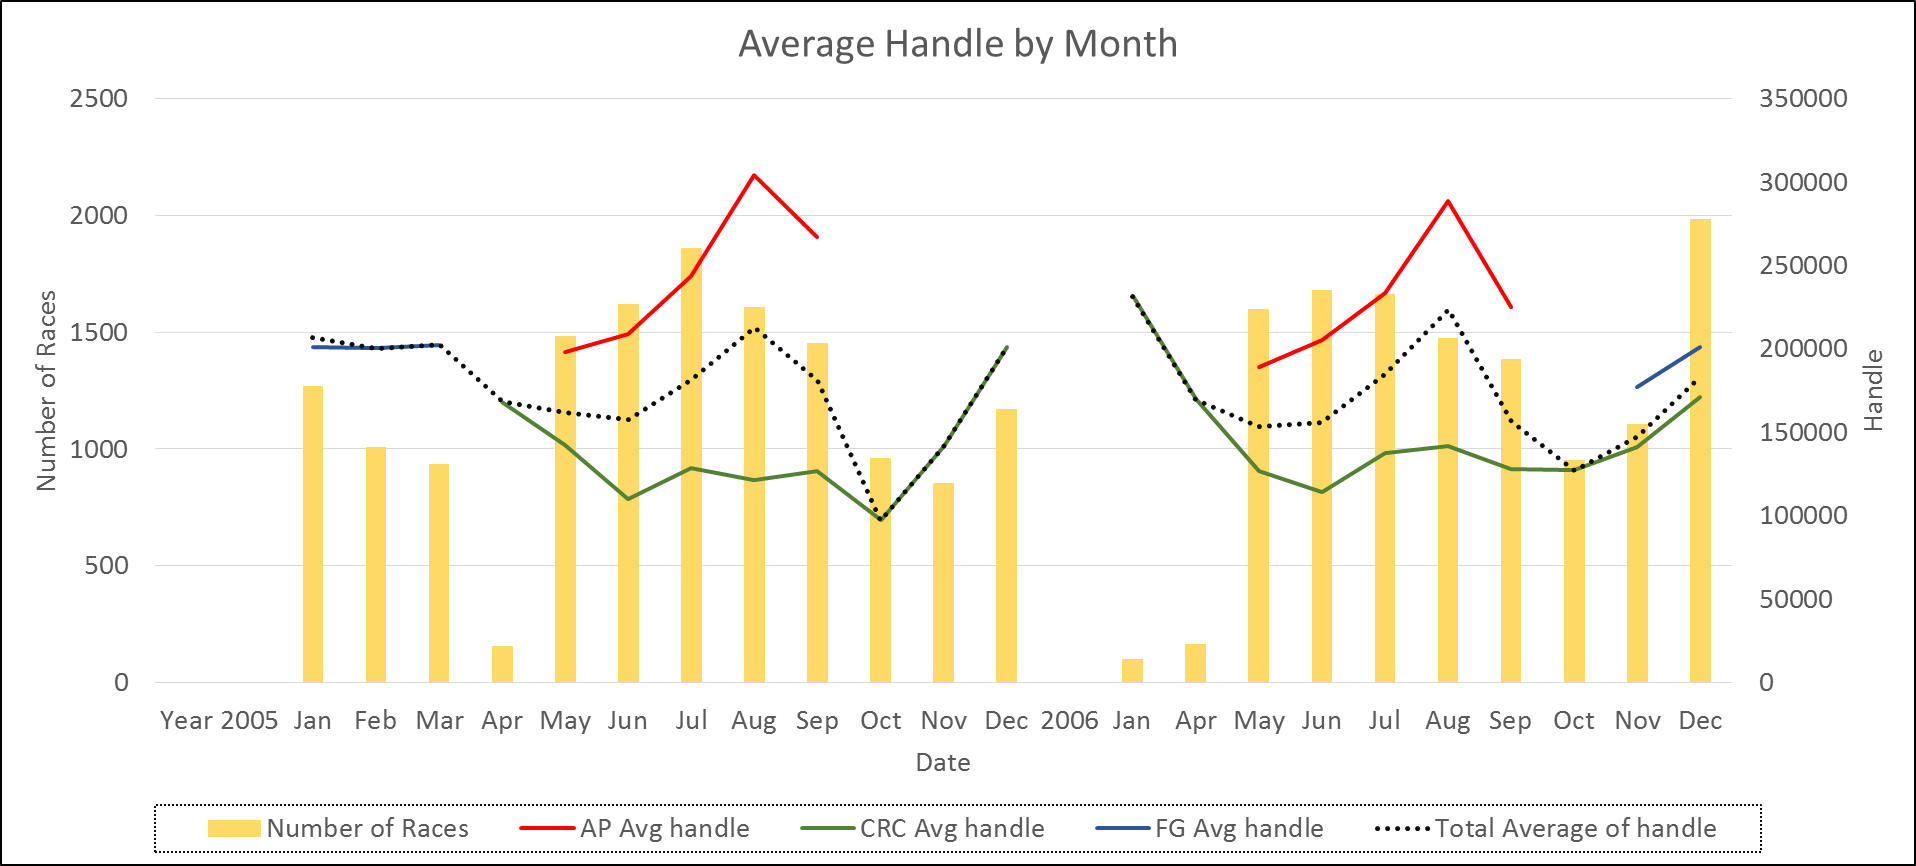 Average Handle by Month
2500
2000
1500
1000
500
0
Number of Races
350000
300000
250000
200000
150000
100000
50000
0
Handle
Year 2005 Jan Feb Mar Apr May Jun Jul Aug Sep Oct Nov Dec 2006 Jan Apr May Jun Jul Aug Sep Oct Nov Dec
Date
Number of Races AP Avg handle CRC Avg handle FG Avg handle Total Average of handle